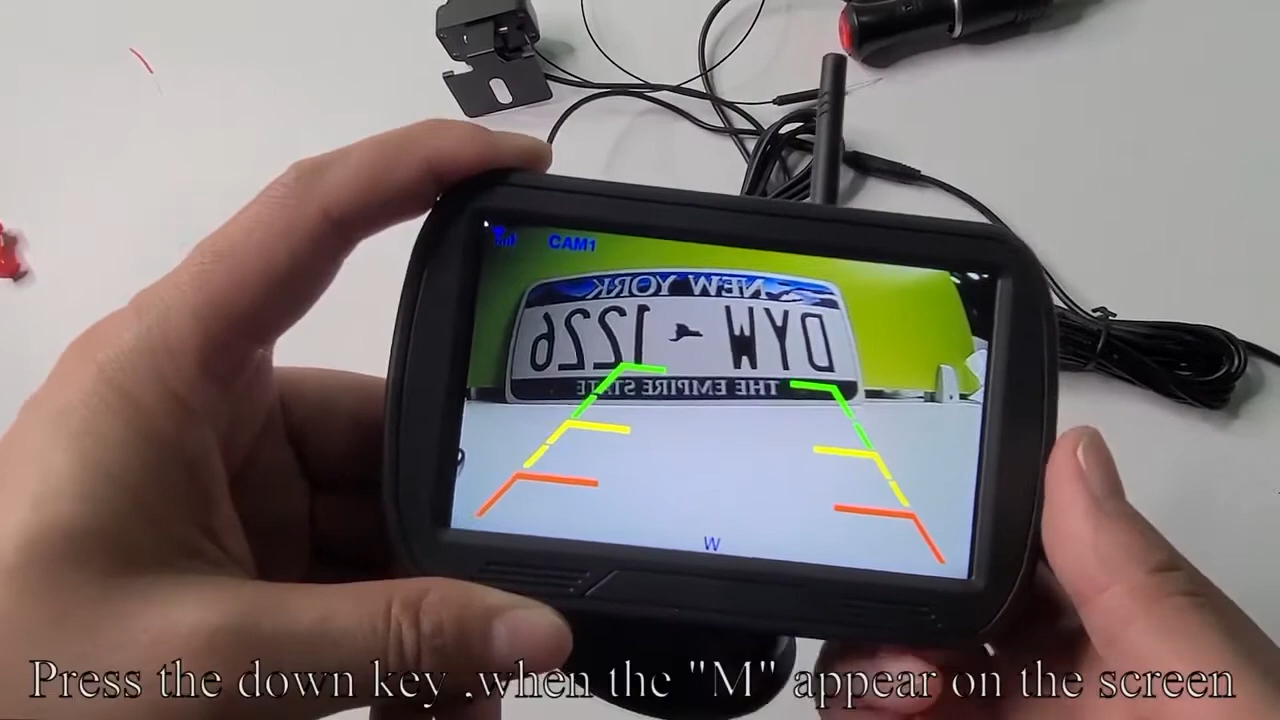 CAM1
NEW YORK
DYW 1226
THE EMPIRE STATE
W
Press the down key .when the "M" appear on the screen